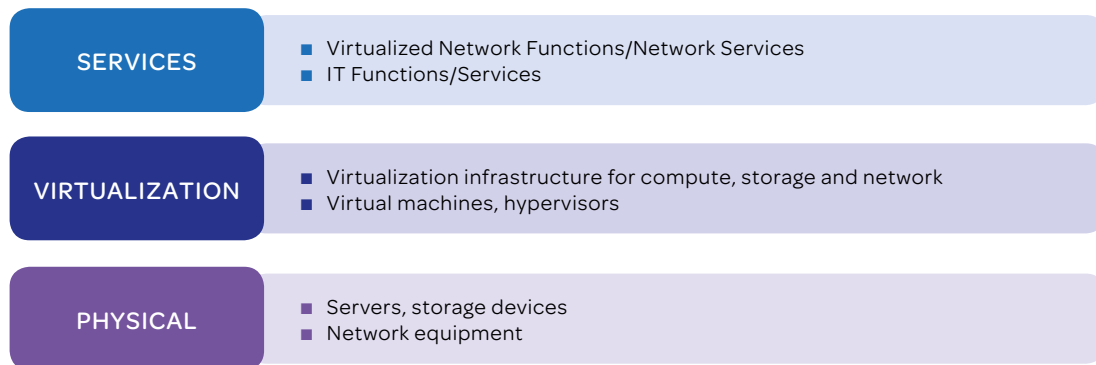 SERVICES
■ Virtualized Network Functions/Network Services
■ IT Functions/Services
VIRTUALIZATION
■ Virtualization infrastructure for compute, storage and network
■ Virtual machines, hypervisors
PHYSICAL
■ Servers, storage devices
■ Network equipment